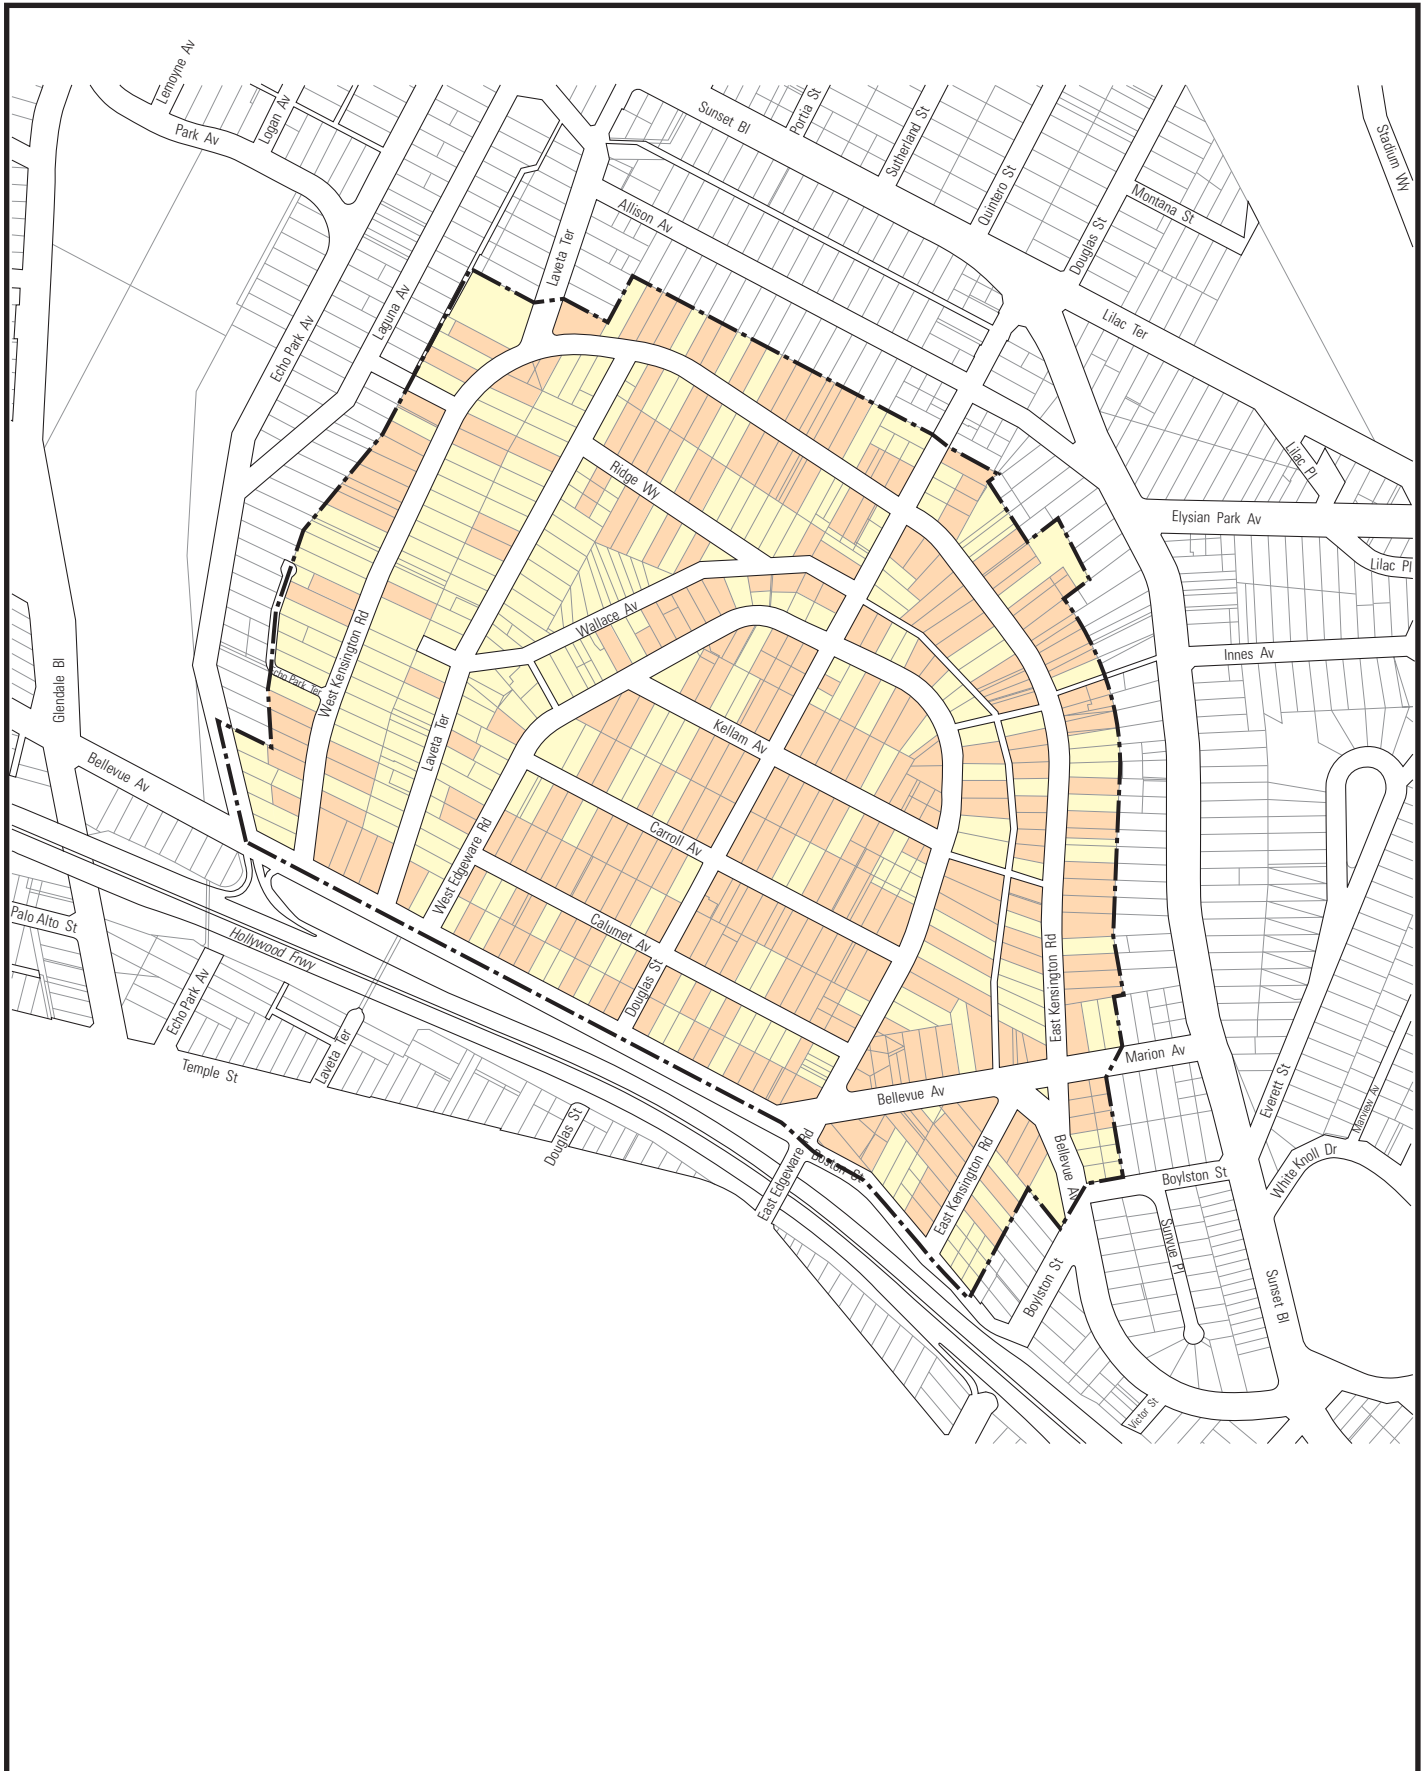 Lemoyne Av
Park Av
Logan Av
Sunset Bl
Portia St
Sutherland St
Quintero St
Douglas St
Montana St
Stadium Wy
Allison Av
Laveta Ter
Laguna Av
Echo Park Av
Lilac Ter
Lilac Pl
Elysian Park Av
Lilac Pl
Ridge Wy
Wallace Av
West Kensington Rd
Echo Park Ter
Glendale Bl
Innes Av
Laveta Ter
Kellam Av
Bellevue Av
Carroll Av
West Edgeware Rd
Calumet Av
Palo Alto St
Hollywood Frwy
Echo Park Av
Douglas St
East Kensington Rd
Laveta Ter
Temple St
Marion Av
Bellevue Av
Everett St
Marview Av
Douglas St
East Edgeware Rd
Boston St
East Kensington Rd
Bellevue Av
Boylston St
White Knoll Dr
Sunvue Pl
Boylston St
Sunset Bl
Victor St